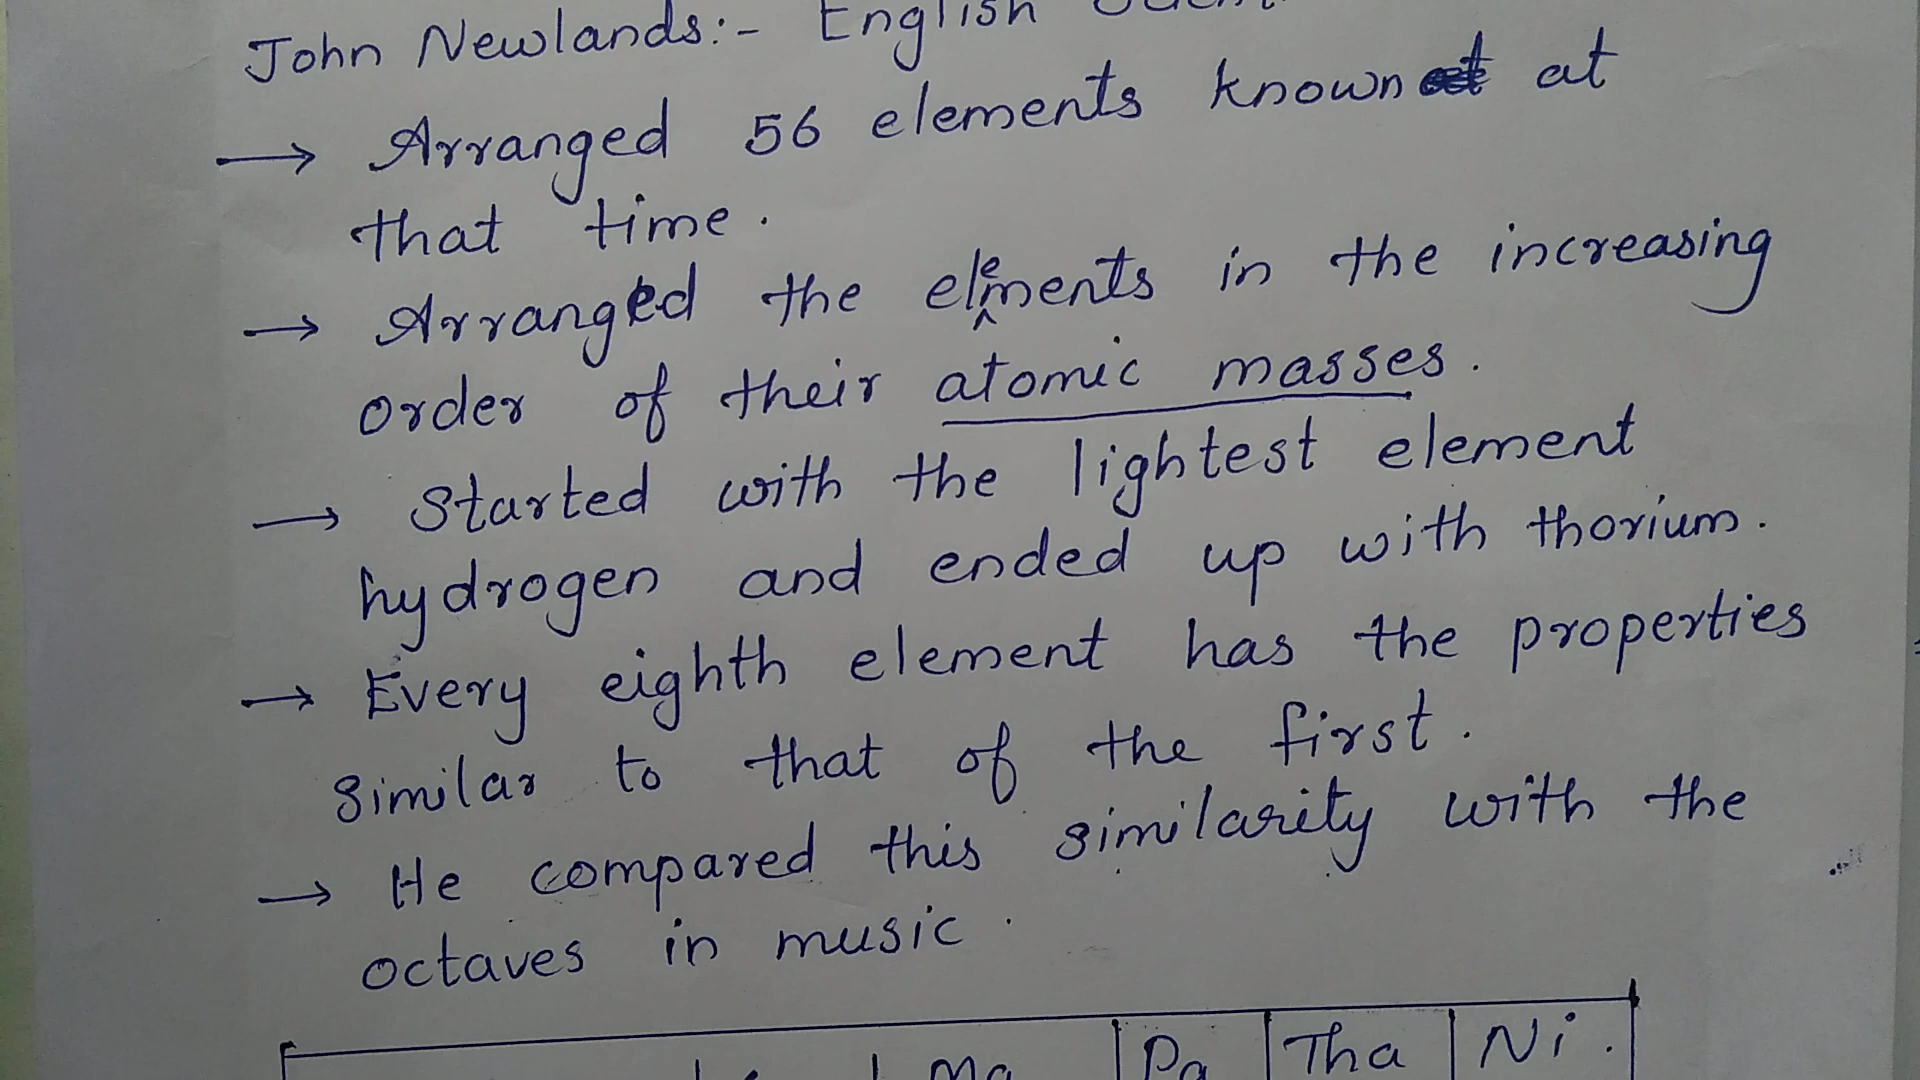 John Newlands:- English
→ Arranged 56 elements known at
that time.
→ Arranged the elements in the increasing
order of their atomic masses.
→ Started with the lightest element
hydrogen and ended up with thorium.
→ Every eighth element has the properties
similar to that of the first.
→ He compared this similarity with the
octaves in music.
Ma Pa Tha Ni.